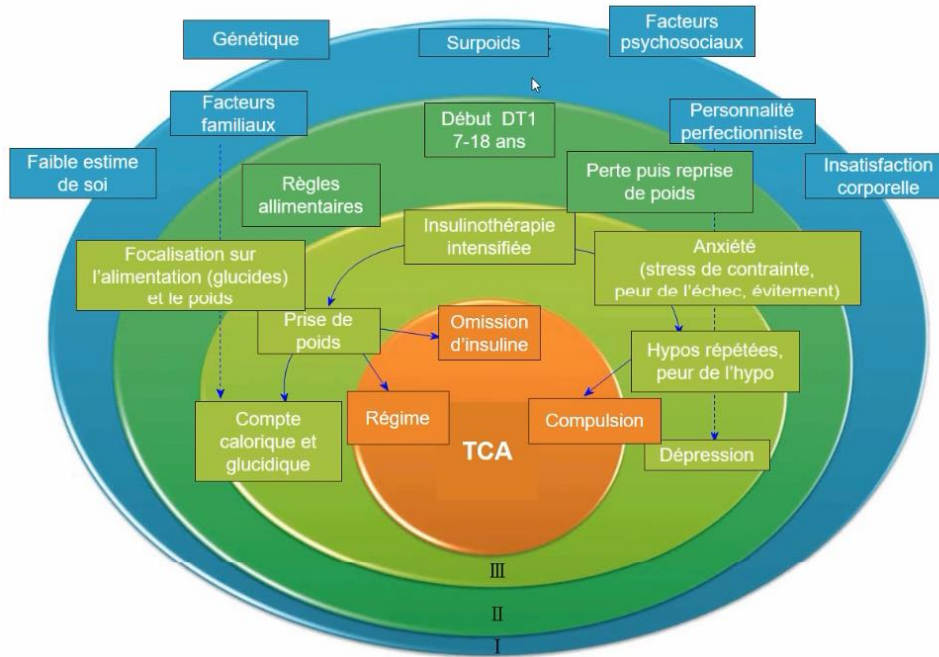 Génétique
Surpoids
Facteurs
psychosociaux
Facteurs
familiaux
Début DT1
7-18 ans
Personnalité
perfectionniste
Faible estime
de soi
Règles
allimentaires
Perte puis reprise
de poids
Insatisfaction
corporelle
Insulinothérapie
intensifiée
Focalisation sur
l'alimentation (glucides)
et le poids
Anxiété
(stress de contrainte,
peur de l'échec, évitement)
Prise de
poids
Omission
d'insuline
Hypos répétées,
peur de l'hypo
Compte
calorique et
glucidique
Régime
Compulsion
TCA
Dépression
III
II
I